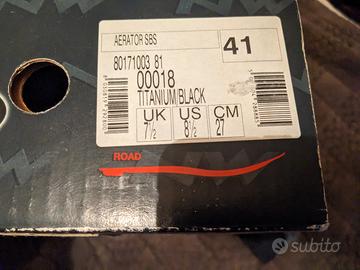 AERATOR SBS
41
80171003 81
00018
TITANIUM/BLACK
UK US CM
7½ 8½ 27
ROAD
subito